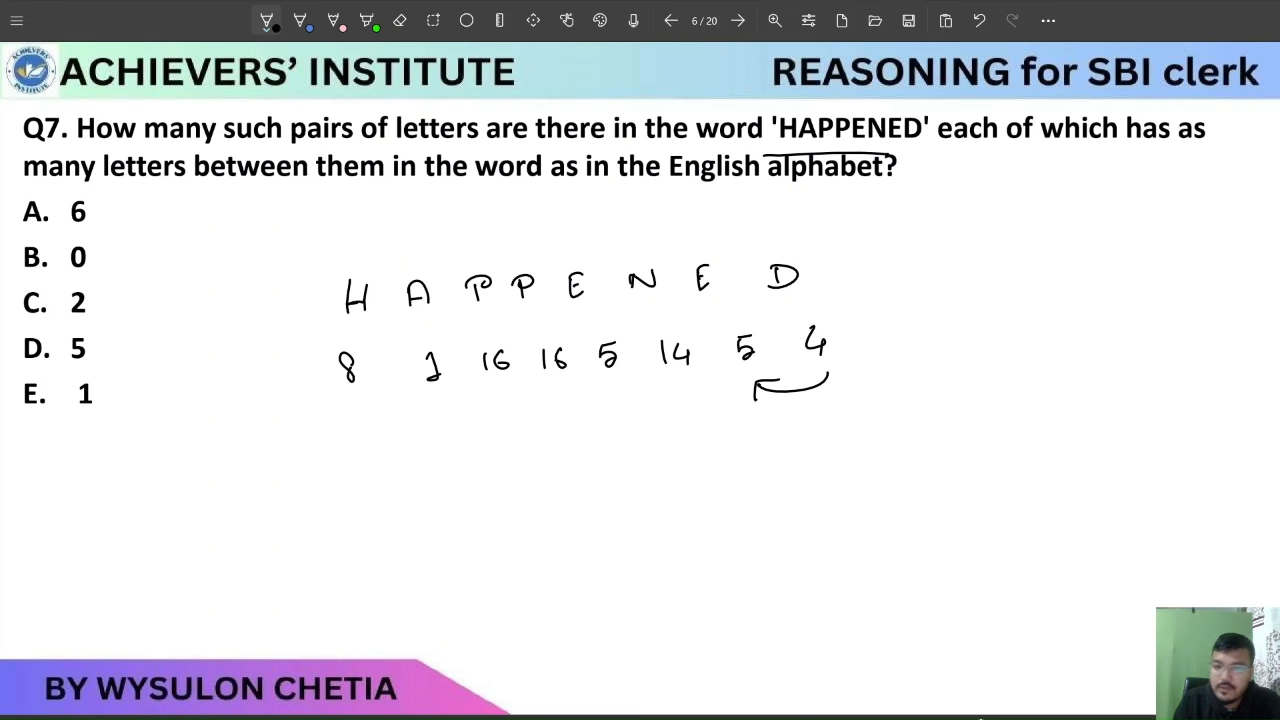 6 / 20
ACHIEVERS' INSTITUTE
REASONING for SBI clerk
Q7. How many such pairs of letters are there in the word 'HAPPENED' each of which has as
many letters between them in the word as in the English alphabet?
A. 6
B. 0
C. 2
D. 5
E. 1
H A P P E N E D
8 1 16 16 5 14 5 4
BY WYSULON CHETIA